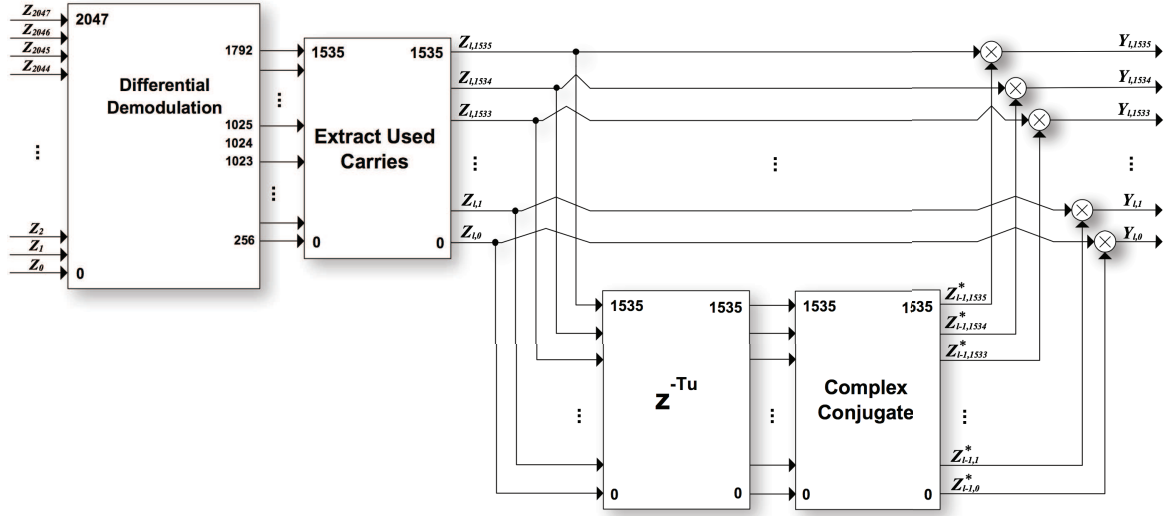 Z2047
Z2046
Z2045
Z2044
⋮
Z2
Z1
Z0
2047
Differential
Demodulation
0
1792
⋮
1025
1024
1023
⋮
256
1535 1535
Extract Used
Carries
0 0
Zl,1535
Zl,1534
Zl,1533
⋮
Zl,1
Zl,0
⋮
Yl,1535
Yl,1534
Yl,1533
⋮
Yl,1
Yl,0
1535 1535
z-Tu
⋮
0 0
⋮
1535 1535
Complex
Conjugate
0 0
Z*l-1,1535
Z*l-1,1534
Z*l-1,1533
⋮
Z*l-1,1
Z*l-1,0